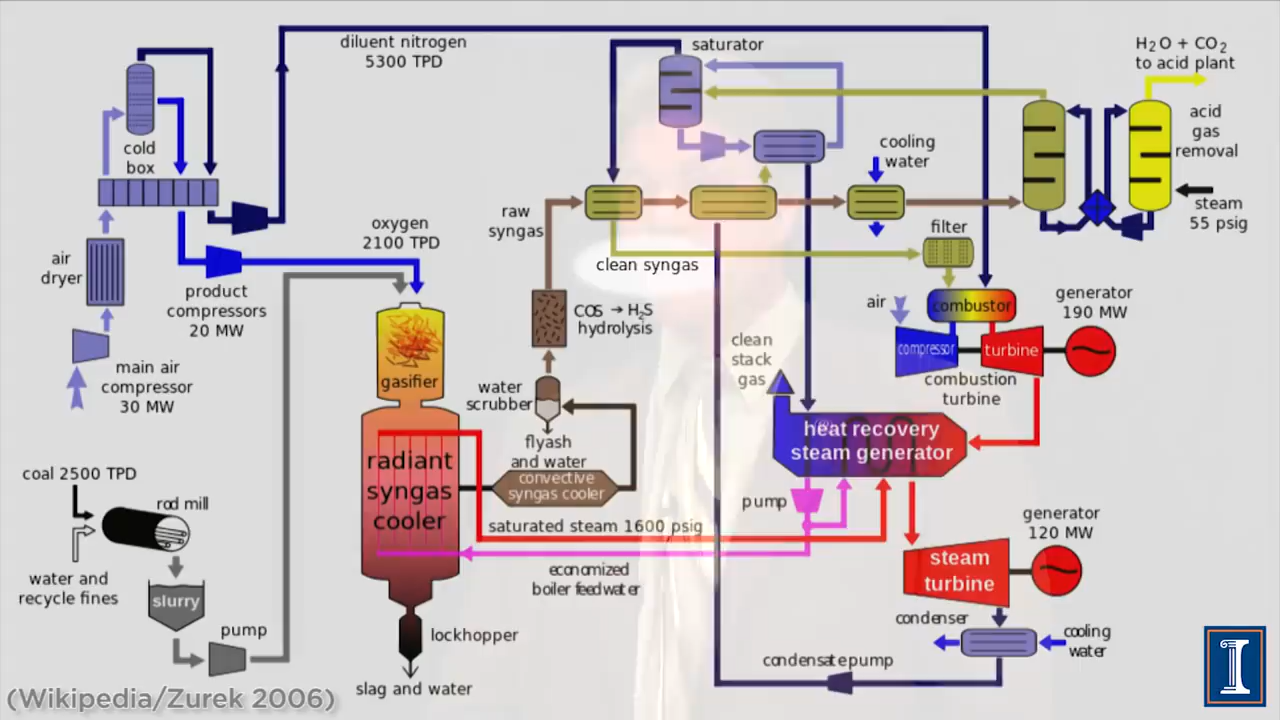 diluent nitrogen
5300 TPD
saturator
H₂O + CO₂
to acid plant
cold
box
cooling
water
acid
gas
removal
steam
55 psig
raw
syngas
oxygen
2100 TPD
filter
air
dryer
clean syngas
product
compressors
20 MW
COS → H₂S
hydrolysis
air
combustor
generator
190 MW
compressor
turbine
clean
stack
gas
combustion
turbine
main air
compressor
30 MW
gasifier
water
scrubber
flyash
and water
heat recovery
steam generator
radiant
syngas
cooler
convective
syngas cooler
coal 2500 TPD
rod mill
pump
saturated steam 1600 psig
generator
120 MW
steam
turbine
water and
recycle fines
slurry
economized
boiler feedwater
condenser
cooling
water
pump
lockhopper
condensate pump
slag and water
(Wikipedia/Zurek 2006)
I